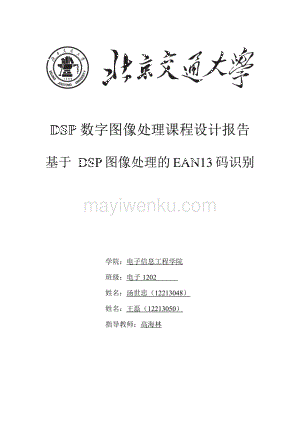 北京交通大学
DSP 数字图像处理课程设计报告
基于 DSP 图像处理的 EAN13 码识别
mayiwenku.com
学院：电子信息工程学院
班级：电子 1202
姓名：汤世忠（12213048）
姓名：王磊（12213050）
指导教师：高海林